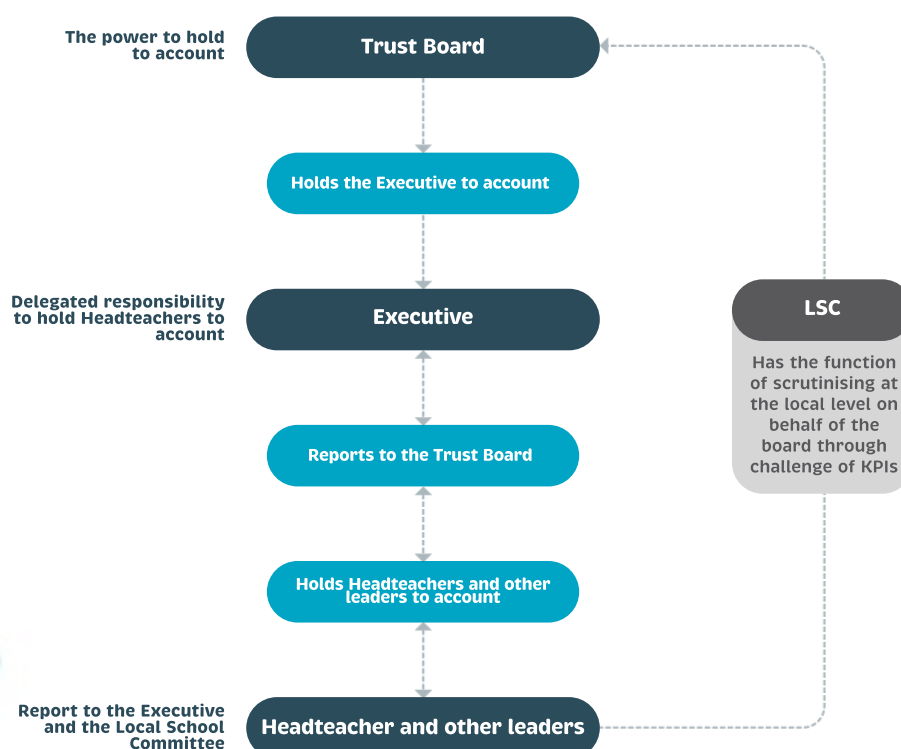 The power to hold
to account
Trust Board
Holds the Executive to account
Delegated responsibility
to hold Headteachers to
account
Executive
LSC
Has the function
of scrutinising at
the local level on
behalf of the
board through
challenge of KPIs
Reports to the Trust Board
Holds Headteachers and other
leaders to account
Report to the Executive
and the Local School
Committee
Headteacher and other leaders